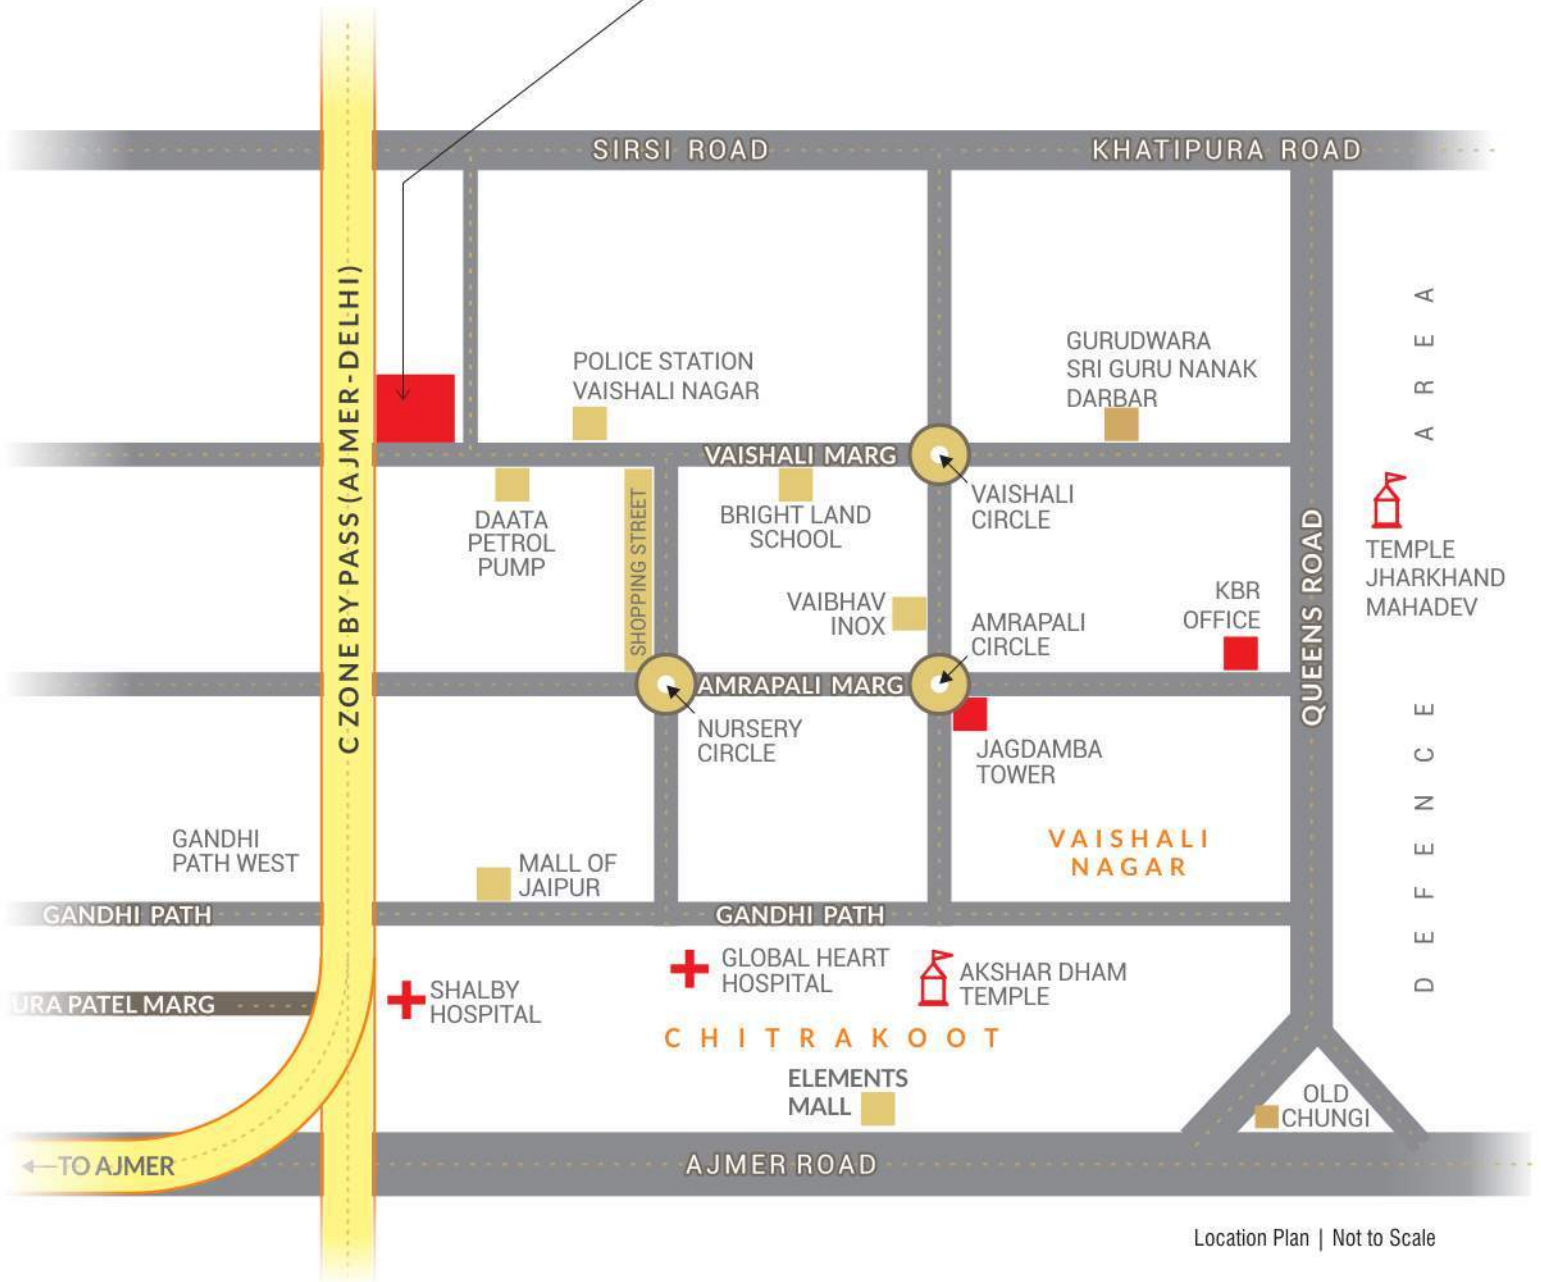 SIRSI ROAD
KHATIPURA ROAD
C ZONE BY PASS (AJMER-DELHI)
POLICE STATION
VAISHALI NAGAR
GURUDWARA
SRI GURU NANAK
DARBAR
DEFENCE AREA
VAISHALI MARG
VAISHALI
CIRCLE
DAATA
PETROL
PUMP
SHOPPING STREET
BRIGHT LAND
SCHOOL
QUEENS ROAD
TEMPLE
JHARKHAND
MAHADEV
VAIBHAV
INOX
AMRAPALI
CIRCLE
KBR
OFFICE
AMRAPALI MARG
NURSERY
CIRCLE
JAGDAMBA
TOWER
GANDHI
PATH WEST
MALL OF
JAIPUR
VAISHALI
NAGAR
GANDHI PATH
GANDHI PATH
URA PATEL MARG
SHALBY
HOSPITAL
GLOBAL HEART
HOSPITAL
AKSHAR DHAM
TEMPLE
CHITRAKOOT
ELEMENTS
MALL
OLD
CHUNGI
←TO AJMER
AJMER ROAD
Location Plan | Not to Scale